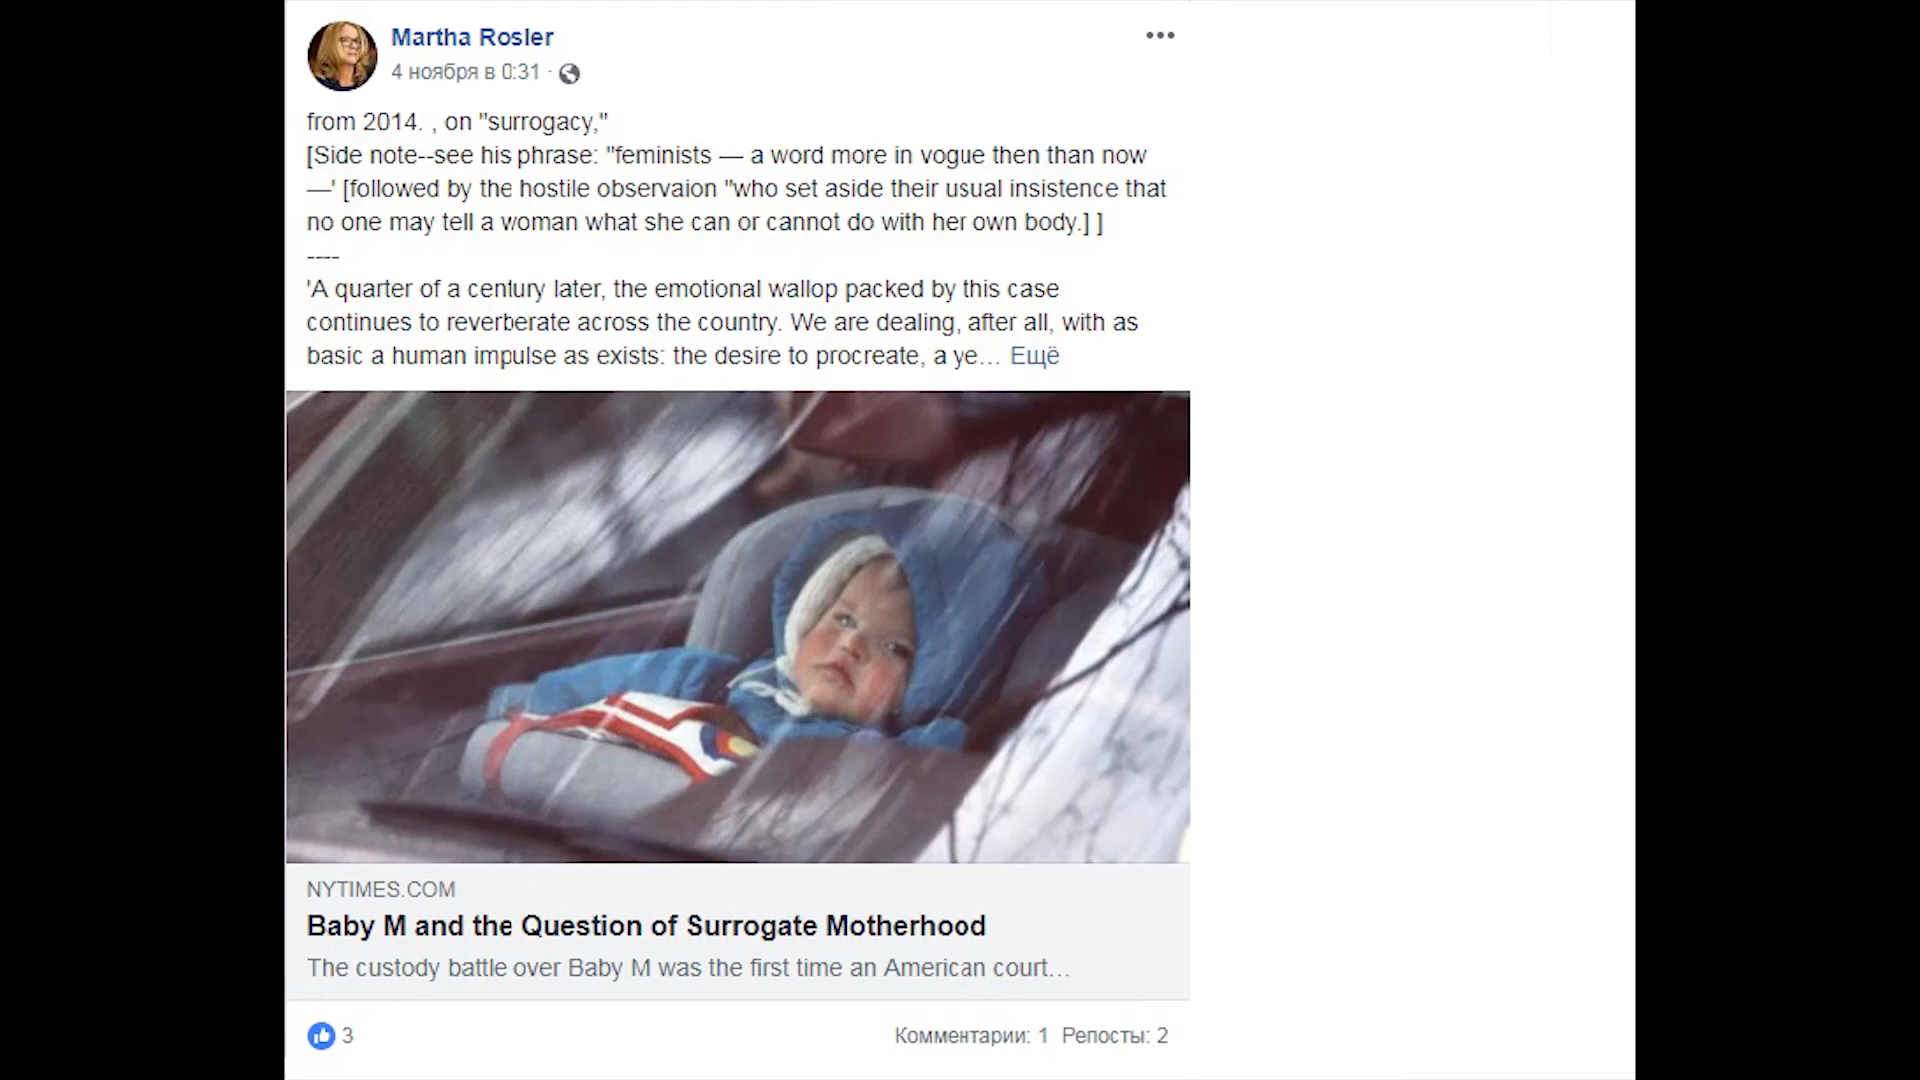 Martha Rosler
4 ноября в 0:31 ·
from 2014. , on "surrogacy,"
[Side note--see his phrase: "feminists — a word more in vogue then than now
—' [followed by the hostile observaion "who set aside their usual insistence that
no one may tell a woman what she can or cannot do with her own body.] ]
----
'A quarter of a century later, the emotional wallop packed by this case
continues to reverberate across the country. We are dealing, after all, with as
basic a human impulse as exists: the desire to procreate, a ye... Ещё
NYTIMES.COM
Baby M and the Question of Surrogate Motherhood
The custody battle over Baby M was the first time an American court...
3
Комментарии: 1 Репосты: 2